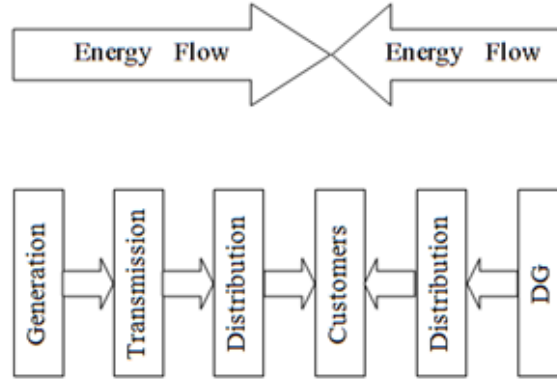 Energy Flow
Energy Flow
Generation
Transmission
Distribution
Customers
Distribution
DG